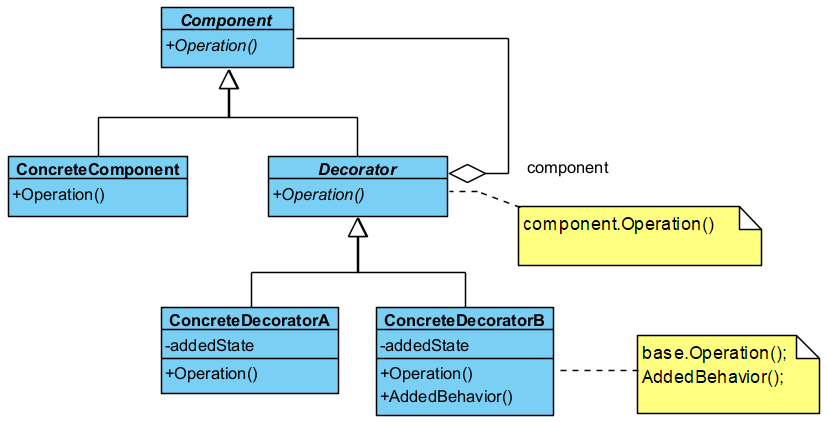 Component
+Operation()
ConcreteComponent
+Operation()
Decorator
+Operation()
component
component.Operation()
ConcreteDecoratorA
-addedState
+Operation()
ConcreteDecoratorB
-addedState
+Operation()
+AddedBehavior()
base.Operation();
AddedBehavior();